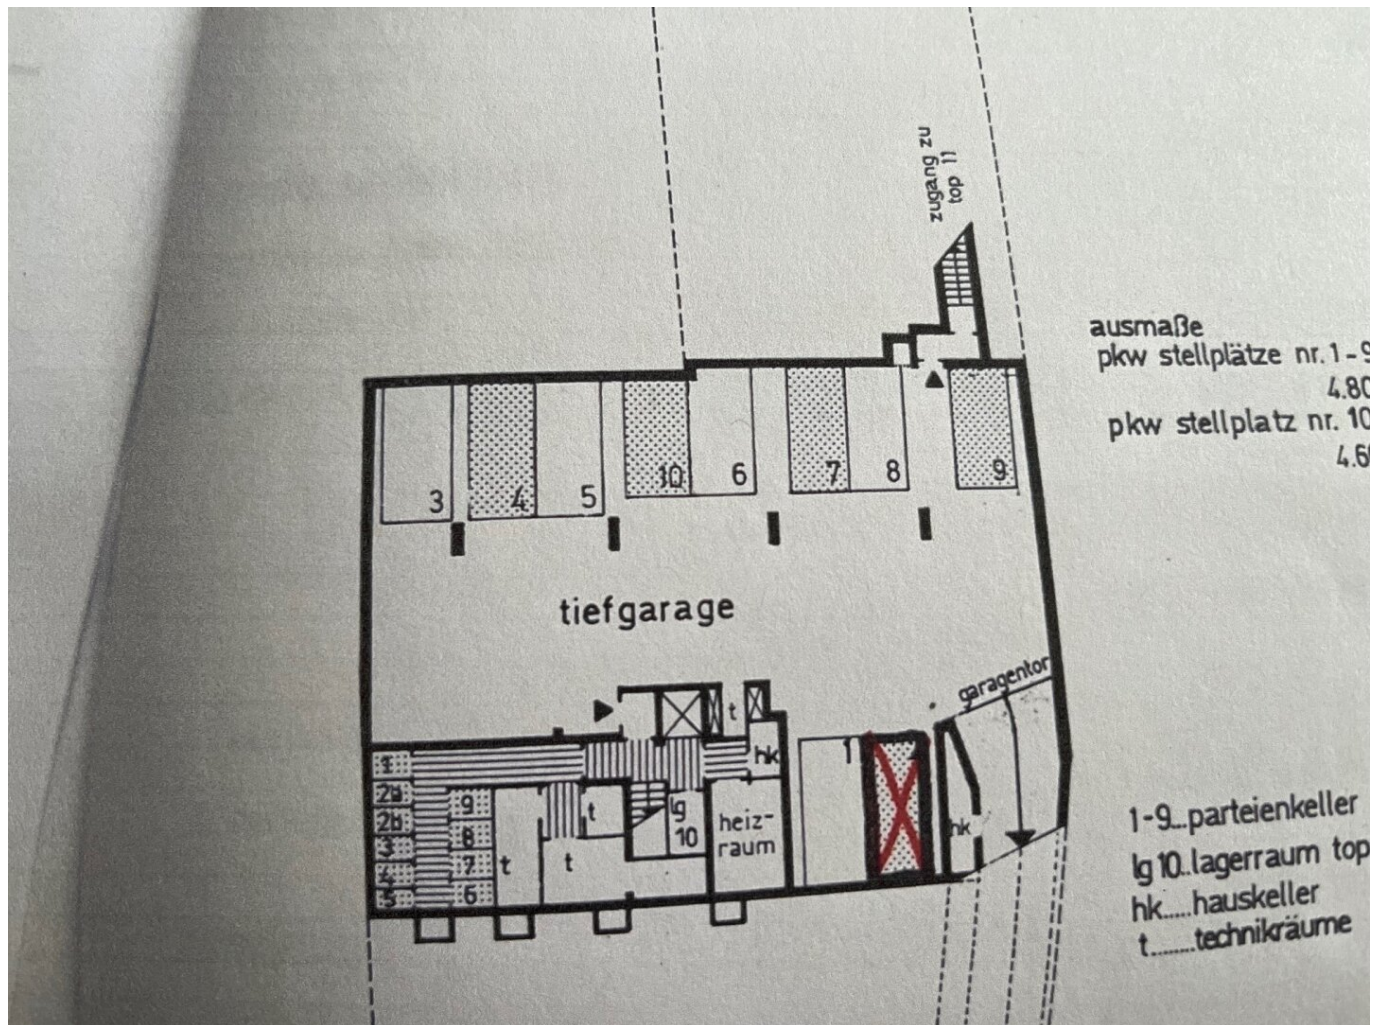 zugang zu
top 11
ausmaße
pkw stellplätze nr. 1-9
4.80
pkw stellplatz nr. 10
4.60
3
4
5
10
6
7
8
9
tiefgarage
garagentor
t
hk
1
1
2a
2b
3
4
5
9
8
7
6
t
t
t
lg
10
heiz-
raum
hk
1-9...parteienkeller
lg 10..lagerraum top
hk.....hauskeller
t........technikräume